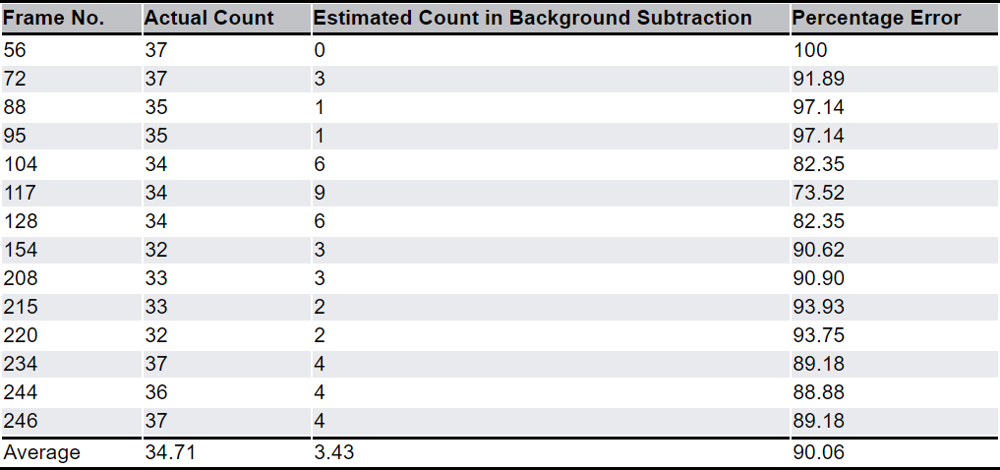 Frame No. Actual Count Estimated Count in Background Subtraction Percentage Error
56 37 0 100
72 37 3 91.89
88 35 1 97.14
95 35 1 97.14
104 34 6 82.35
117 34 9 73.52
128 34 6 82.35
154 32 3 90.62
208 33 3 90.90
215 33 2 93.93
220 32 2 93.75
234 37 4 89.18
244 36 4 88.88
246 37 4 89.18
Average 34.71 3.43 90.06